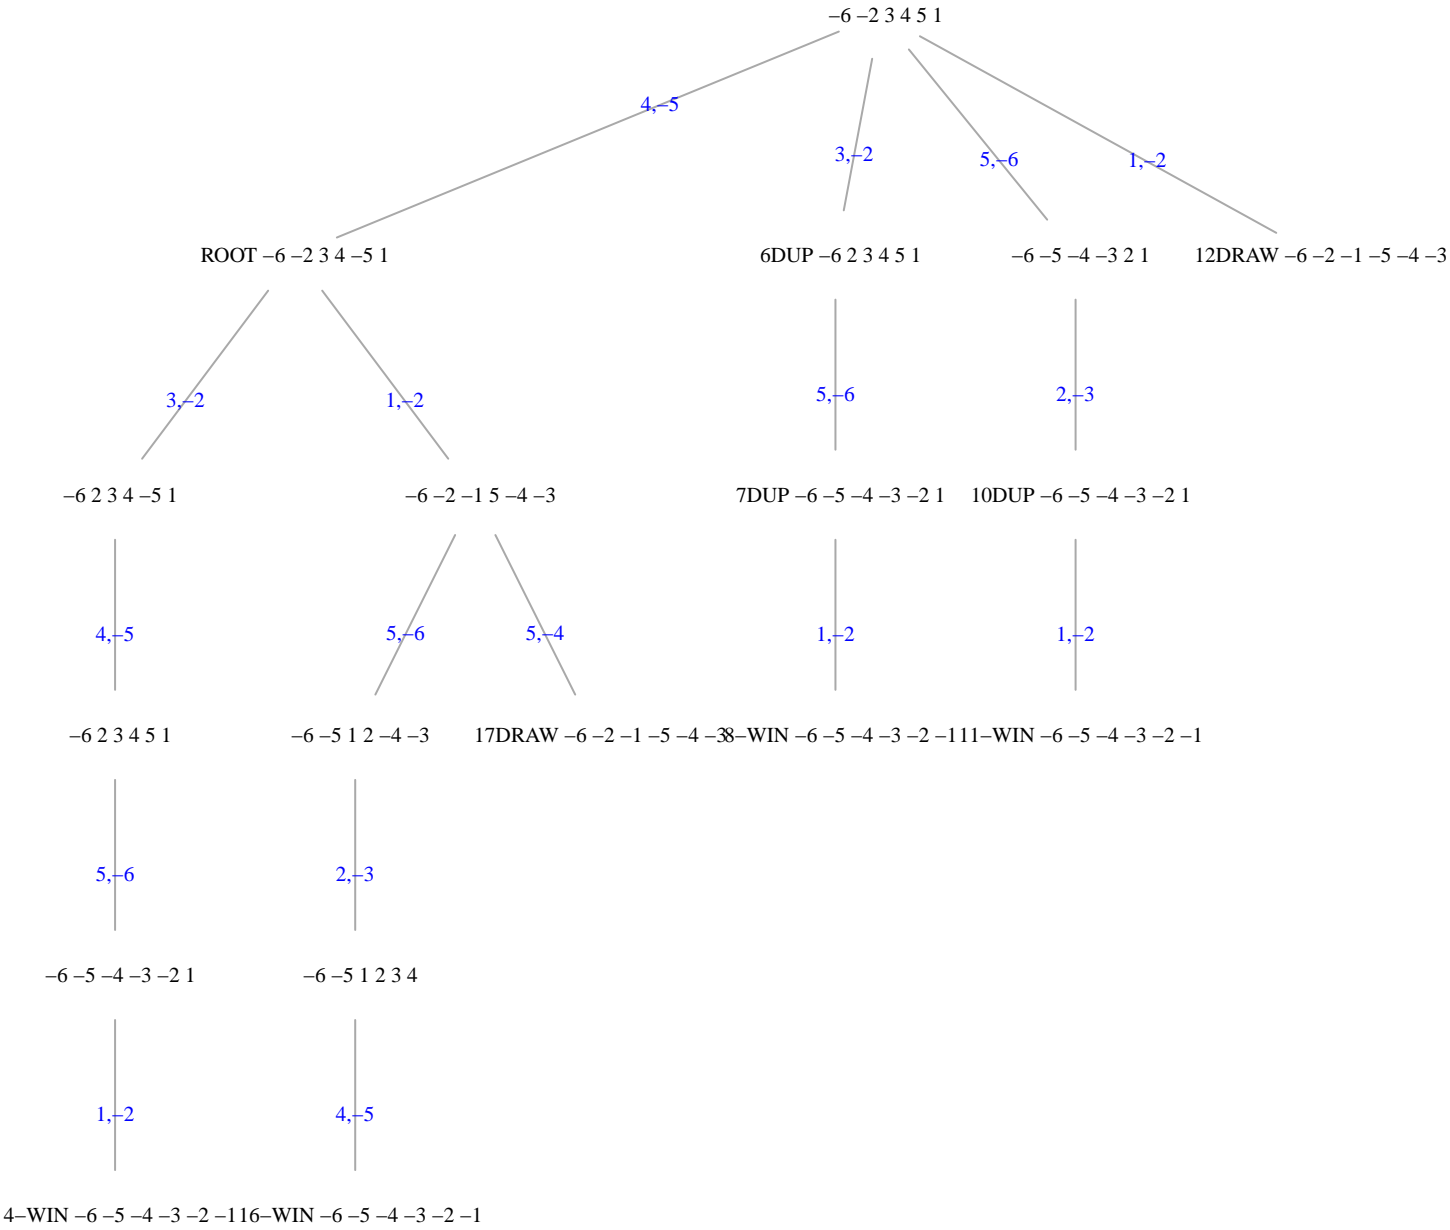 –6 –2 3 4 5 1
4,–5
3,–2
5,–6
1,–2
ROOT –6 –2 3 4 –5 1
6DUP –6 2 3 4 5 1
–6 –5 –4 –3 2 1
12DRAW –6 –2 –1 –5 –4 –3
3,–2
1,–2
5,–6
2,–3
–6 2 3 4 –5 1
–6 –2 –1 5 –4 –3
7DUP –6 –5 –4 –3 –2 1
10DUP –6 –5 –4 –3 –2 1
4,–5
5,–6
5,–4
1,–2
1,–2
–6 2 3 4 5 1
–6 –5 1 2 –4 –3
17DRAW –6 –2 –1 –5 –4 –3
8–WIN –6 –5 –4 –3 –2 –1
11–WIN –6 –5 –4 –3 –2 –1
5,–6
2,–3
–6 –5 –4 –3 –2 1
–6 –5 1 2 3 4
1,–2
4,–5
4–WIN –6 –5 –4 –3 –2 –1
16–WIN –6 –5 –4 –3 –2 –1